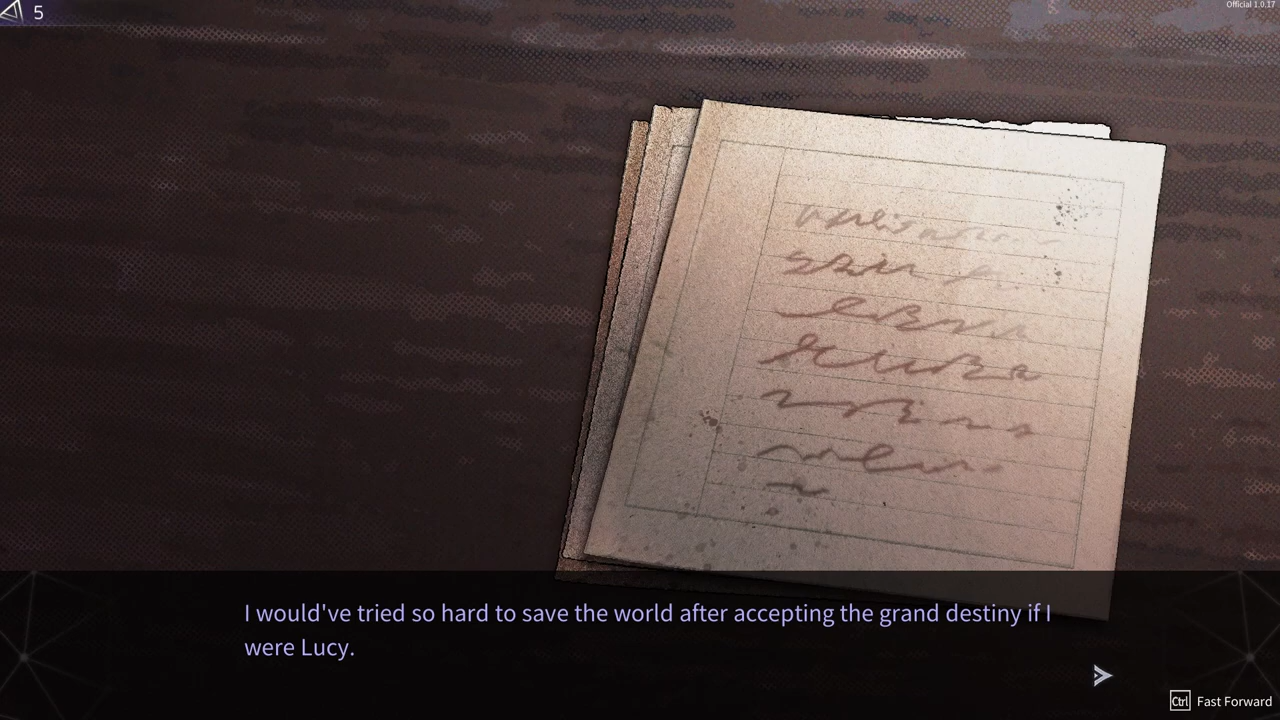 5
Official 1.0.17
I would've tried so hard to save the world after accepting the grand destiny if I
were Lucy.
Ctrl Fast Forward